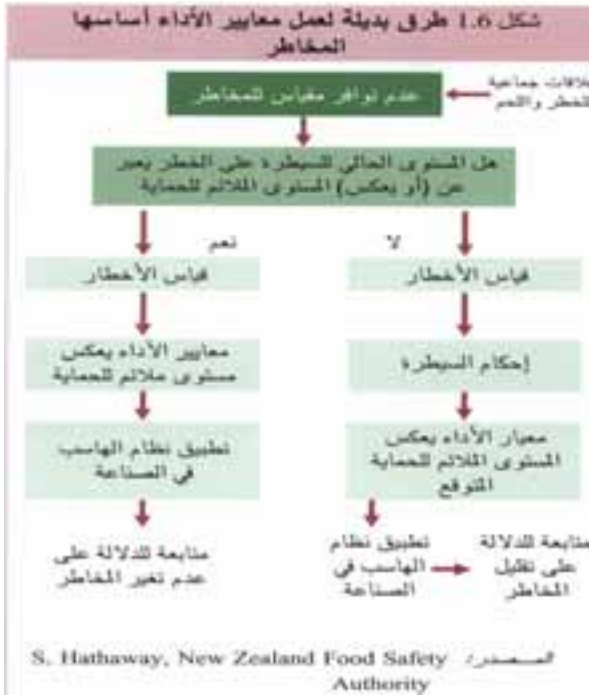 شكل 1.6 طرق بديلة لعمل معايير الأداء أساسها
المخاطر
عدم توافر مقياس للمخاطر
جماعية
للخطر
هل المستوى الحالي للسيطرة على الخطر يعبر
عن (أو يعكس) المستوى الملائم للحماية
لا
نعم
قياس الأخطار
قياس الأخطار
إحكام السيطرة
معايير الأداء يعكس
مستوى ملائم للحماية
معيار الأداء يعكس
المستوى الملائم للحماية
المتوقع
تطبيق نظام الهاسب
في الصناعة
متابعة للدلالة
على تقليل
المخاطر
تطبيق نظام
الهاسب في
الصناعة
متابعة للدلالة على
عدم تغير المخاطر
المـصدر: S. Hathaway, New Zealand Food Safety
Authority